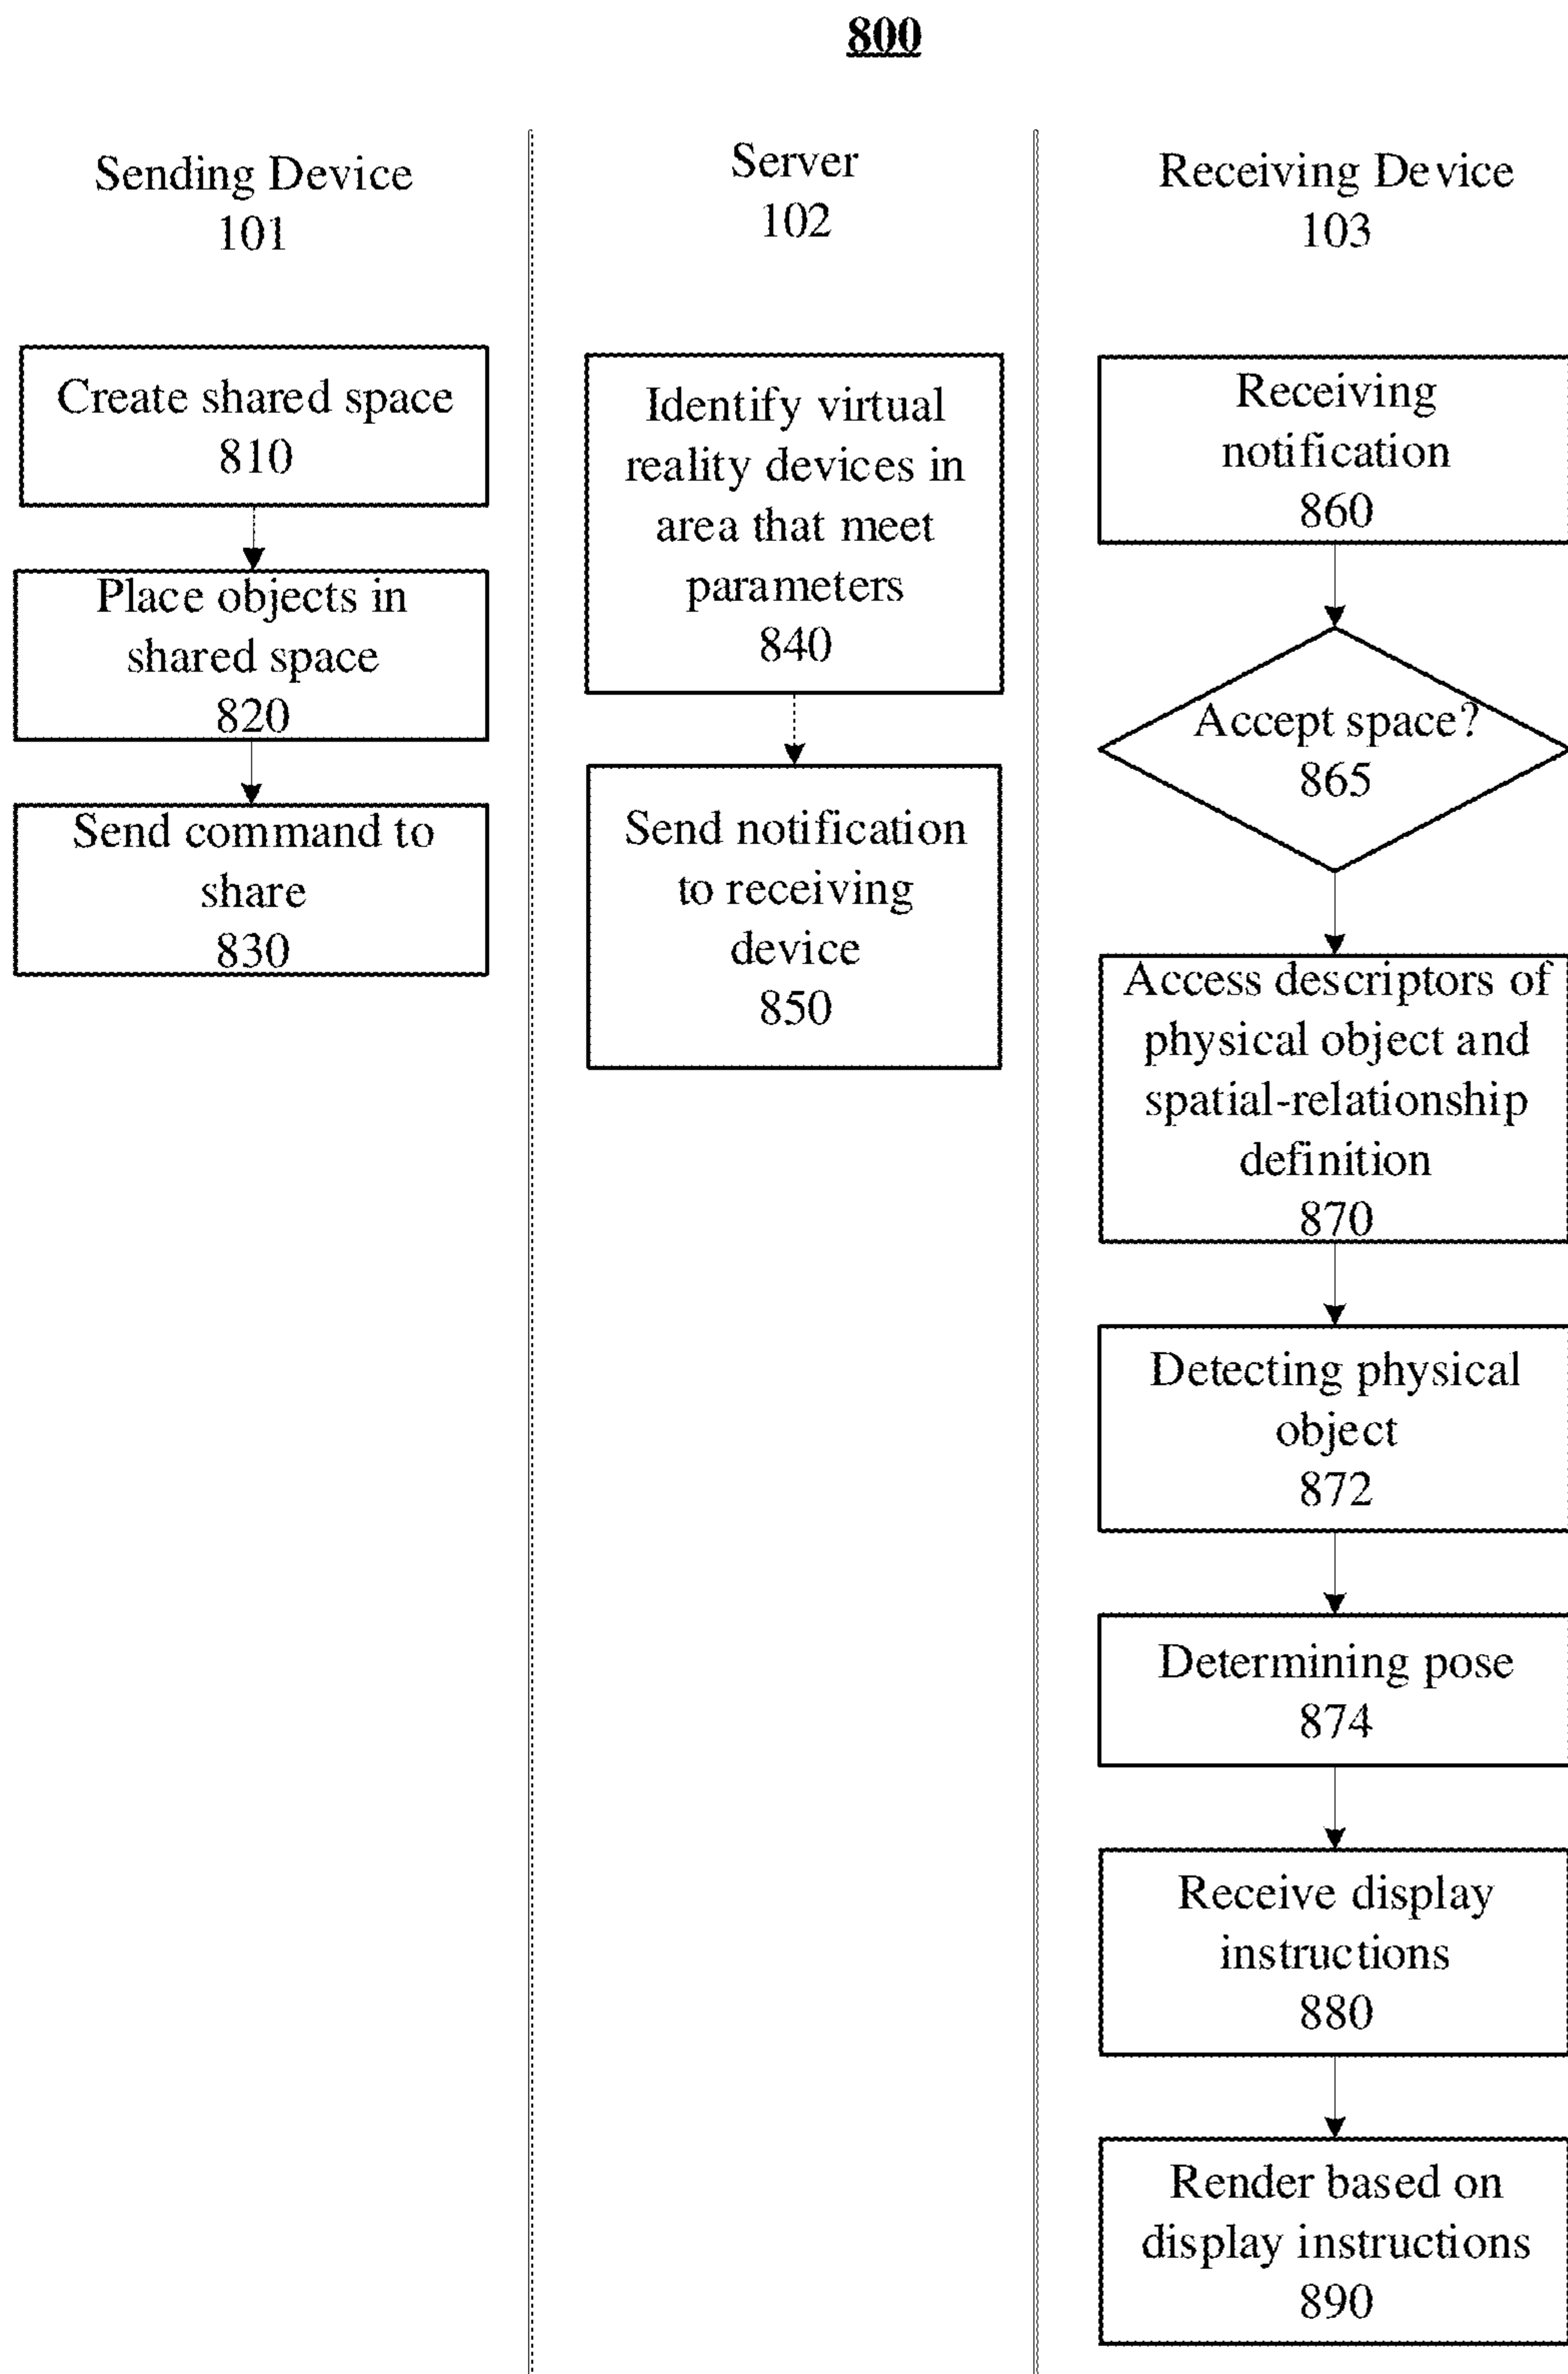 800
Sending Device
101
Create shared space
810
Place objects in
shared space
820
Send command to
share
830
Server
102
Identify virtual
reality devices in
area that meet
parameters
840
Send notification
to receiving
device
850
Receiving Device
103
Receiving
notification
860
Accept space?
865
Access descriptors of
physical object and
spatial-relationship
definition
870
Detecting physical
object
872
Determining pose
874
Receive display
instructions
880
Render based on
display instructions
890